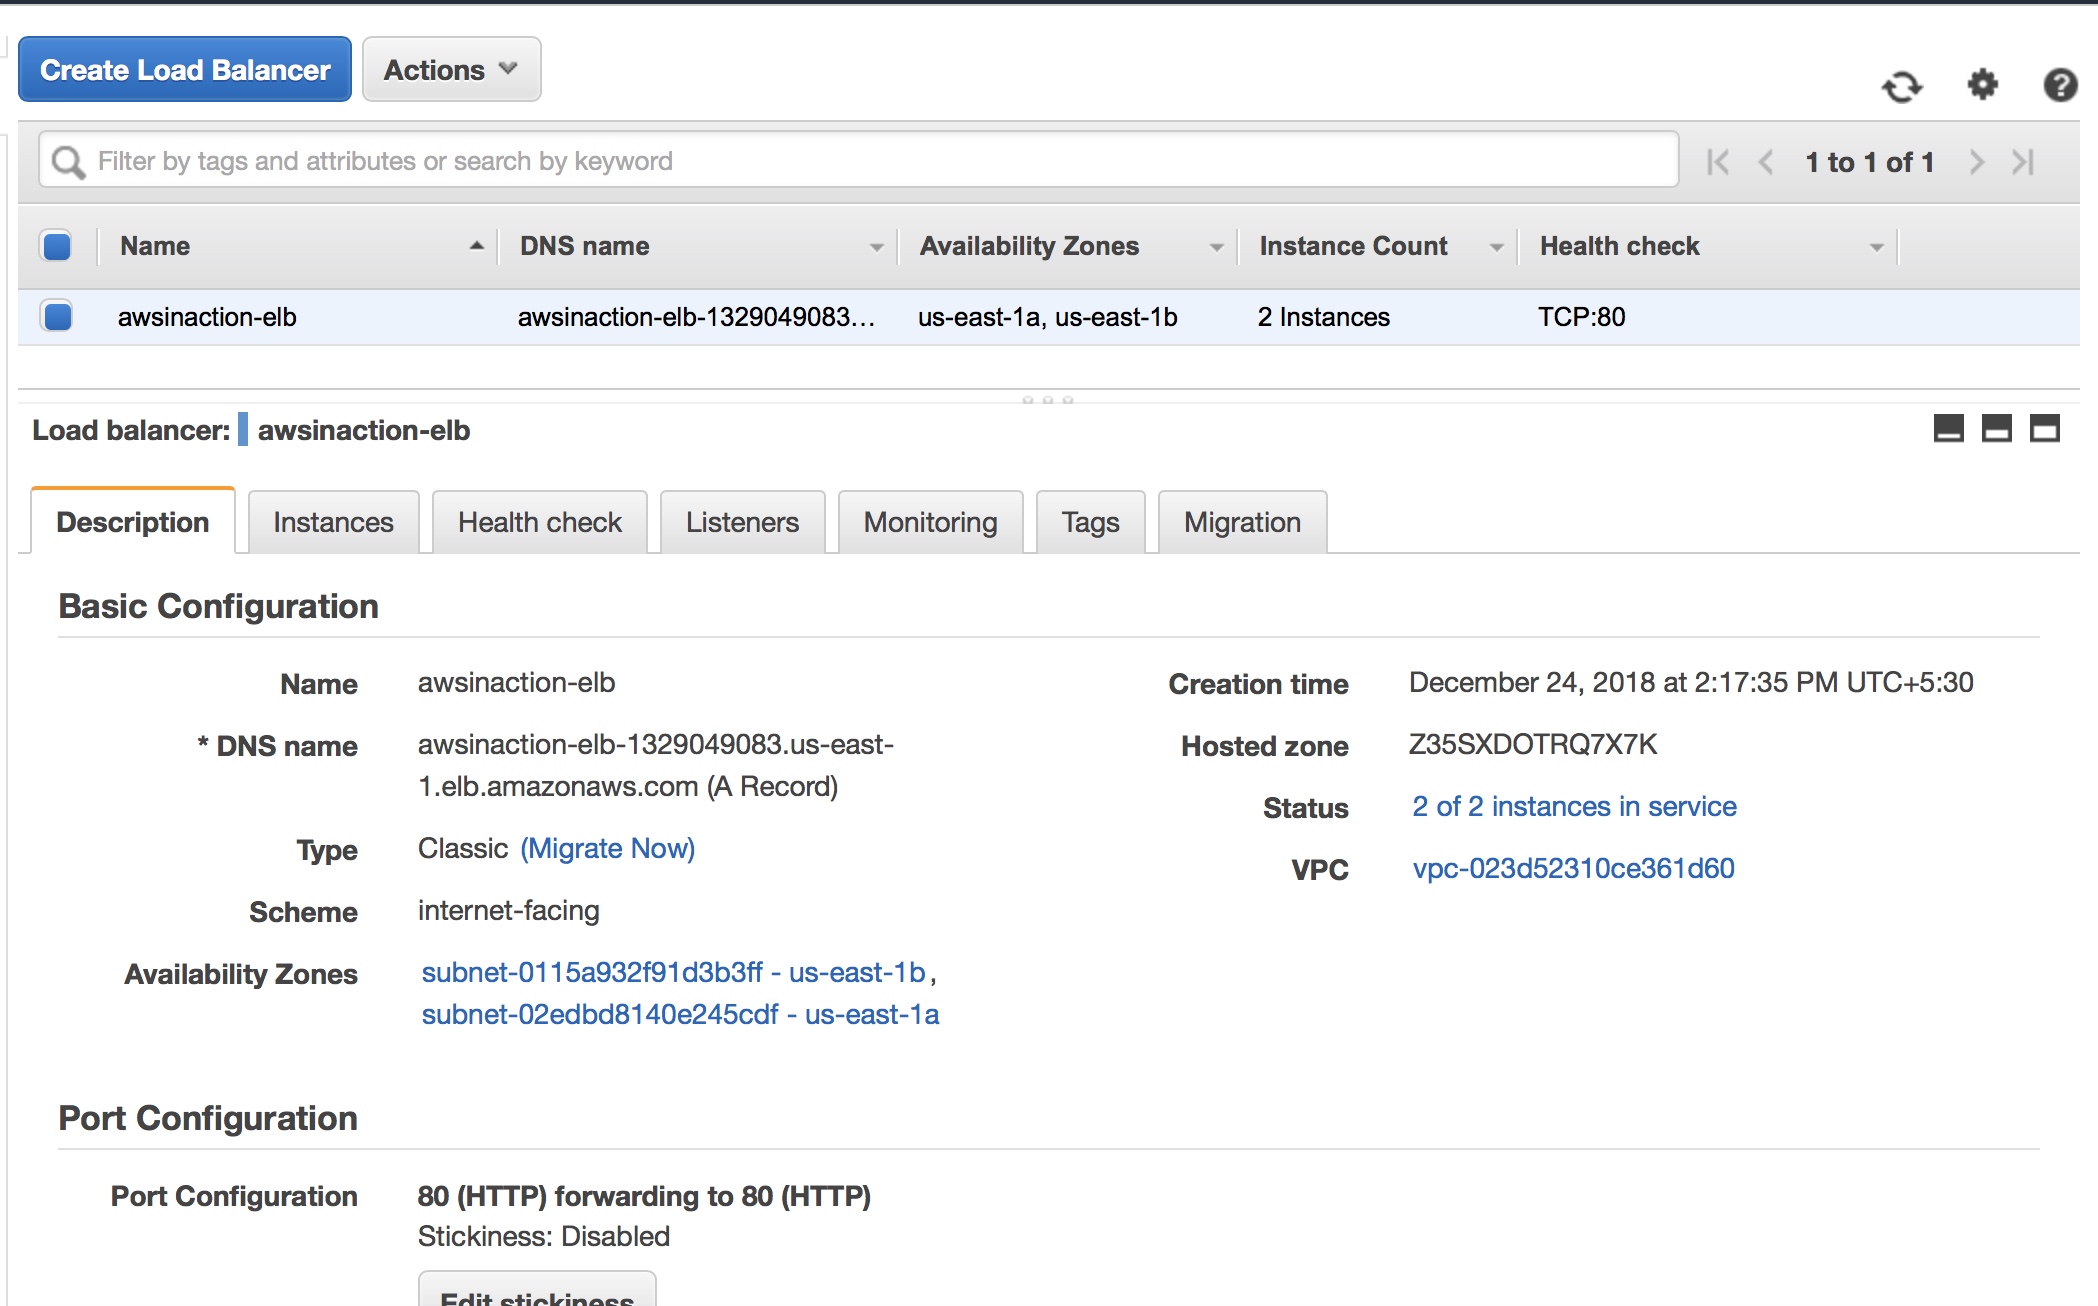 Create Load Balancer Actions
Filter by tags and attributes or search by keyword 1 to 1 of 1
Name DNS name Availability Zones Instance Count Health check
awsinaction-elb awsinaction-elb-1329049083... us-east-1a, us-east-1b 2 Instances TCP:80
Load balancer: awsinaction-elb
Description Instances Health check Listeners Monitoring Tags Migration
Basic Configuration
Name awsinaction-elb Creation time December 24, 2018 at 2:17:35 PM UTC+5:30
* DNS name awsinaction-elb-1329049083.us-east- Hosted zone Z35SXDOTRQ7X7K
1.elb.amazonaws.com (A Record)
Status 2 of 2 instances in service
Type Classic (Migrate Now)
VPC vpc-023d52310ce361d60
Scheme internet-facing
Availability Zones subnet-0115a932f91d3b3ff - us-east-1b,
subnet-02edbd8140e245cdf - us-east-1a
Port Configuration
Port Configuration 80 (HTTP) forwarding to 80 (HTTP)
Stickiness: Disabled
Edit stickiness